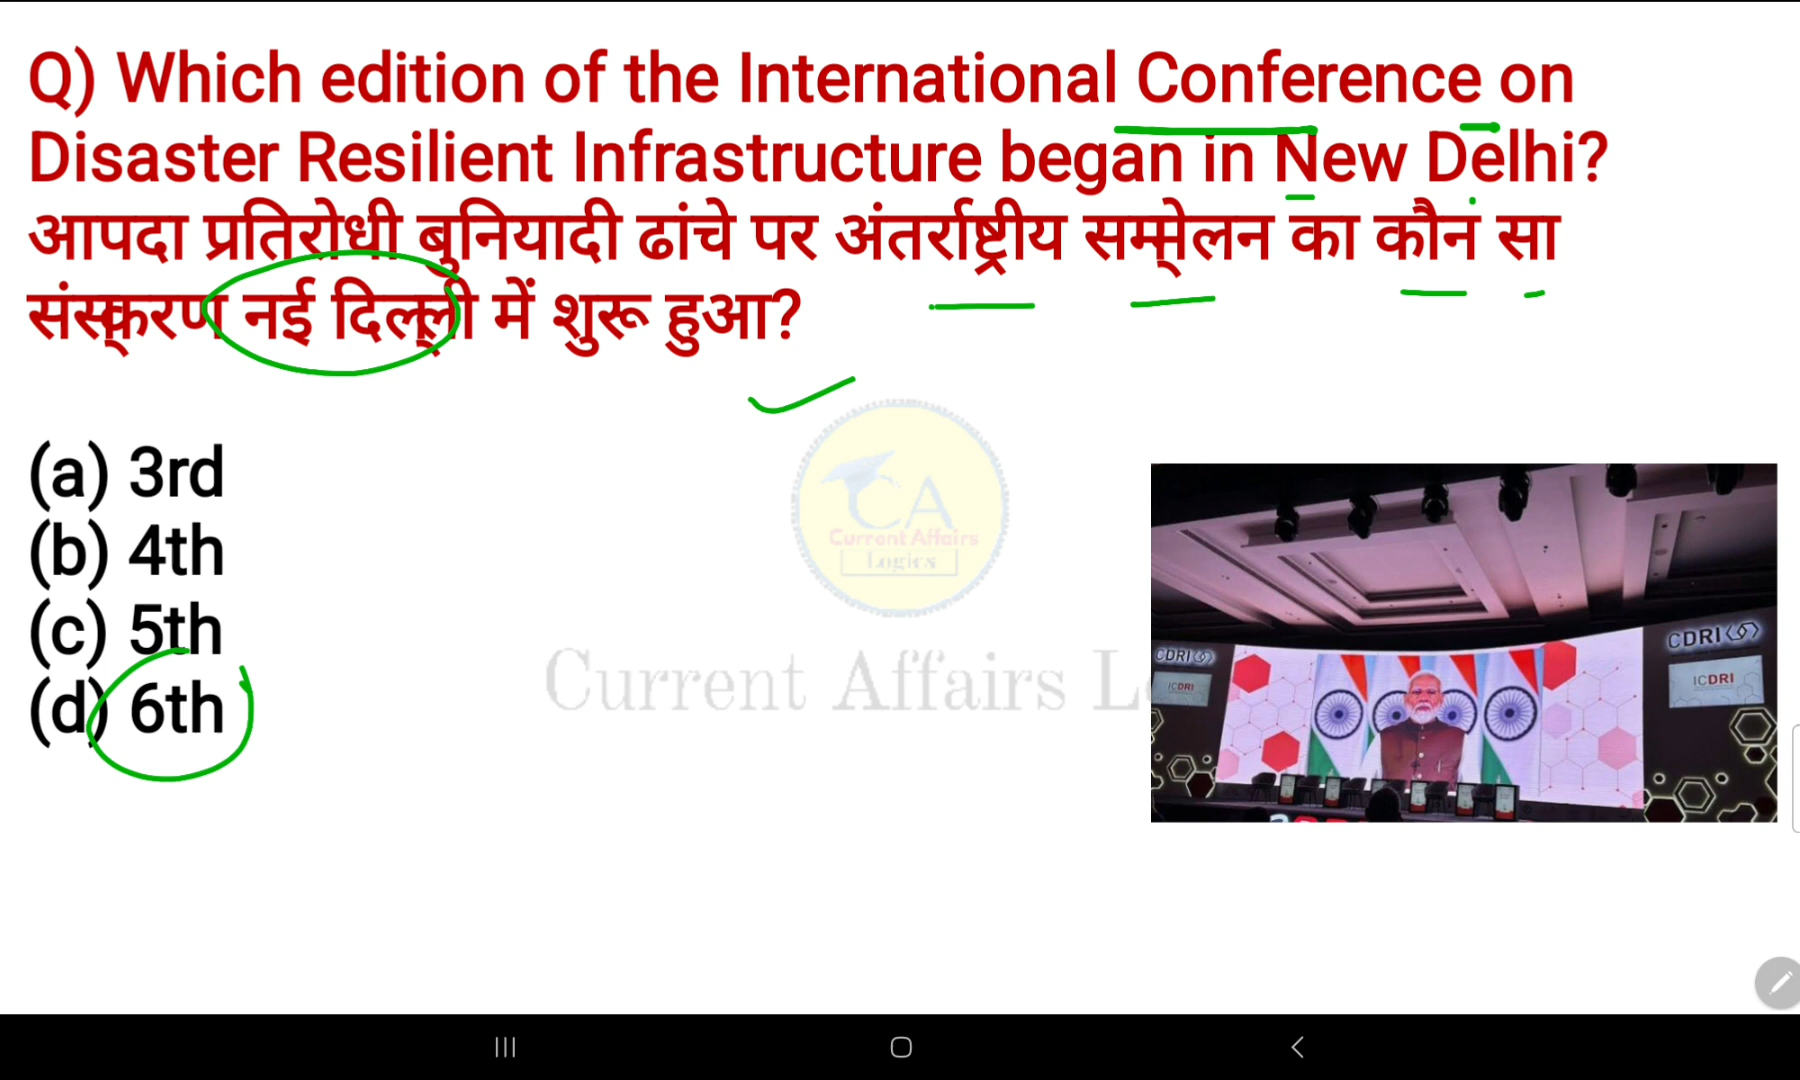 Q) Which edition of the International Conference on
Disaster Resilient Infrastructure began in New Delhi?
आपदा प्रतिरोधी बुनियादी ढांचे पर अंतर्राष्ट्रीय सम्मेलन का कौन सा
संस्करण नई दिल्ली में शुरू हुआ?
(a) 3rd
(b) 4th
(c) 5th
(d) 6th
CA
Current Affairs
Logics
Current Affairs L
CDRI
ICDRI
CDRI
ICDRI